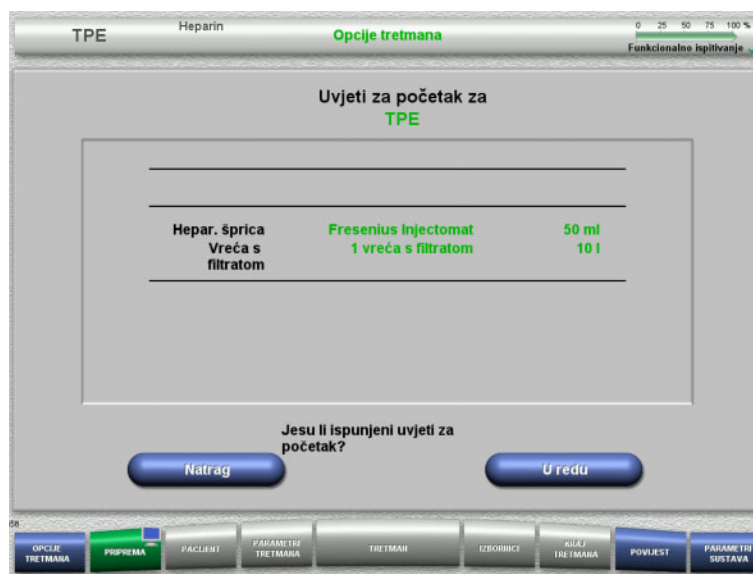 TPE
Heparin
Opcije tretmana
0 25 50 75 100 %
Funkcionalno ispitivanje
Uvjeti za početak za
TPE
Hepar. šprica Fresenius Injectomat 50 ml
Vreća s 1 vreća s filtratom 10 l
filtratom
Jesu li ispunjeni uvjeti za
početak?
Natrag U redu
58
OPCIJE TRETMANA
PRIPREMA
PACIJENT
PARAMETRI TRETMANA
TRETMAN
IZBORNICI
KRAJ TRETMANA
POVIJEST
PARAMETRI SUSTAVA